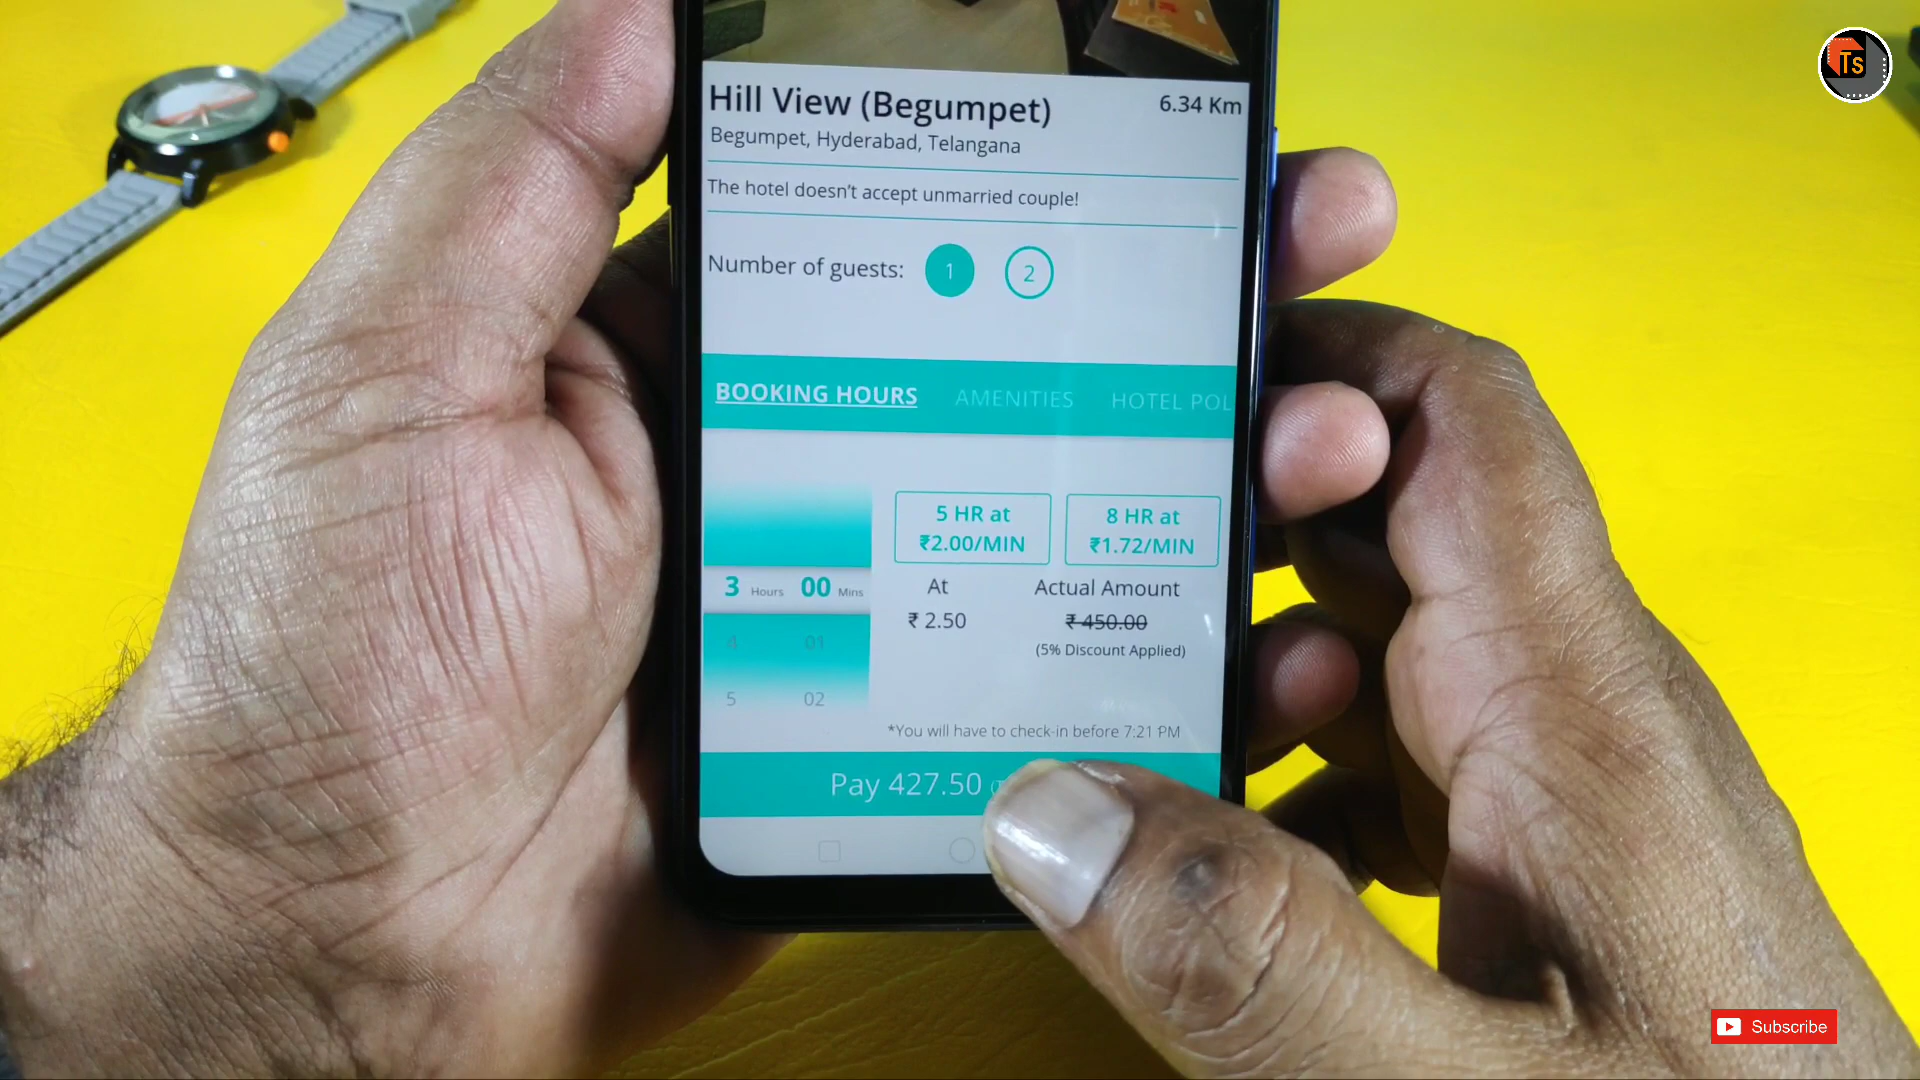 Ts
Hill View (Begumpet)
6.34 Km
Begumpet, Hyderabad, Telangana
The hotel doesn't accept unmarried couple!
Number of guests: 1 2
BOOKING HOURS AMENITIES HOTEL POL
5 HR at
₹2.00/MIN
8 HR at
₹1.72/MIN
3 Hours 00 Mins
At
Actual Amount
₹ 2.50
₹ 450.00
4 01
(5% Discount Applied)
5 02
*You will have to check-in before 7:21 PM
Pay 427.50
Subscribe